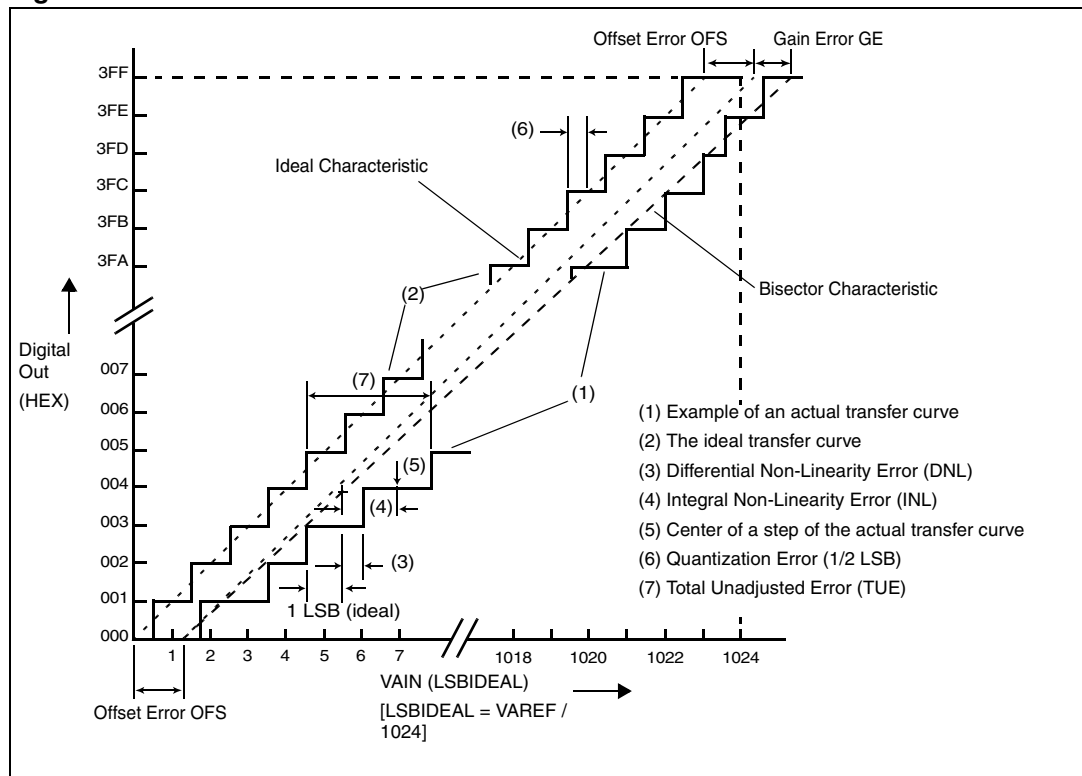 Offset Error OFS
Gain Error GE
3FF
3FE
3FD
3FC
3FB
3FA
(6)
Ideal Characteristic
(2)
Bisector Characteristic
Digital
Out
(HEX)
007
006
005
004
003
002
001
000
(7)
(1)
(5)
(4)
(3)
1 LSB (ideal)
(1) Example of an actual transfer curve
(2) The ideal transfer curve
(3) Differential Non-Linearity Error (DNL)
(4) Integral Non-Linearity Error (INL)
(5) Center of a step of the actual transfer curve
(6) Quantization Error (1/2 LSB)
(7) Total Unadjusted Error (TUE)
1 2 3 4 5 6 7 1018 1020 1022 1024
Offset Error OFS
VAIN (LSBIDEAL)
[LSBIDEAL = VAREF /
1024]